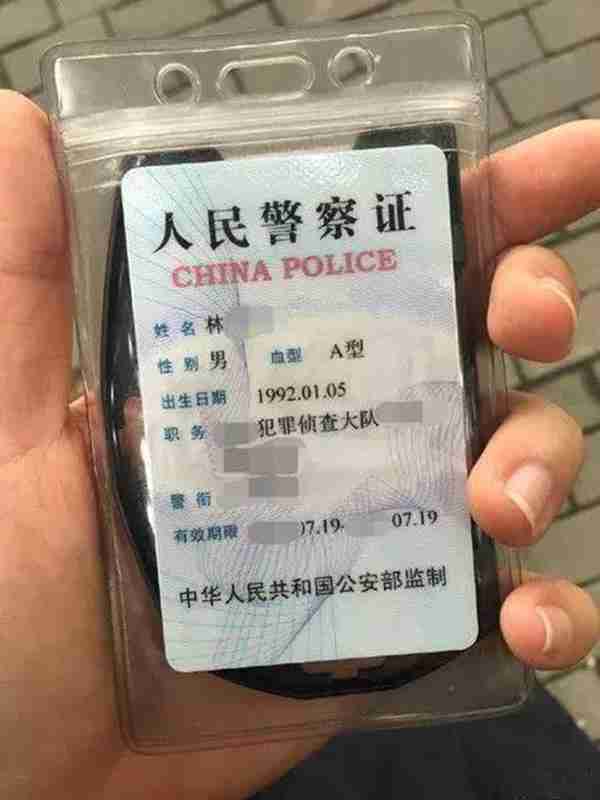 人民警察证
CHINA POLICE
姓名 林
性别 男 血型 A型
出生日期 1992.01.05
职务 犯罪侦查大队
警衔
有效期限 07.19- 07.19
中华人民共和国公安部监制